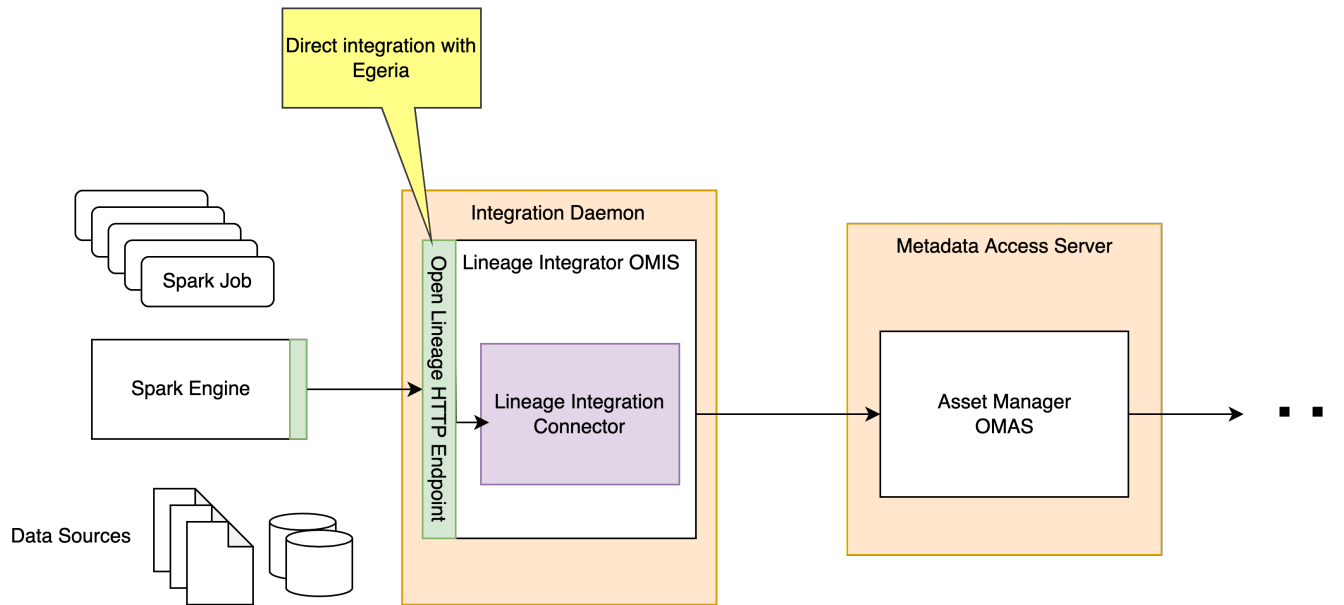 Direct integration with
Egeria
Integration Daemon
Metadata Access Server
Lineage Integrator OMIS
Open Lineage HTTP Endpoint
Spark Job
Spark Engine
Lineage Integration
Connector
Asset Manager
OMAS
Data Sources